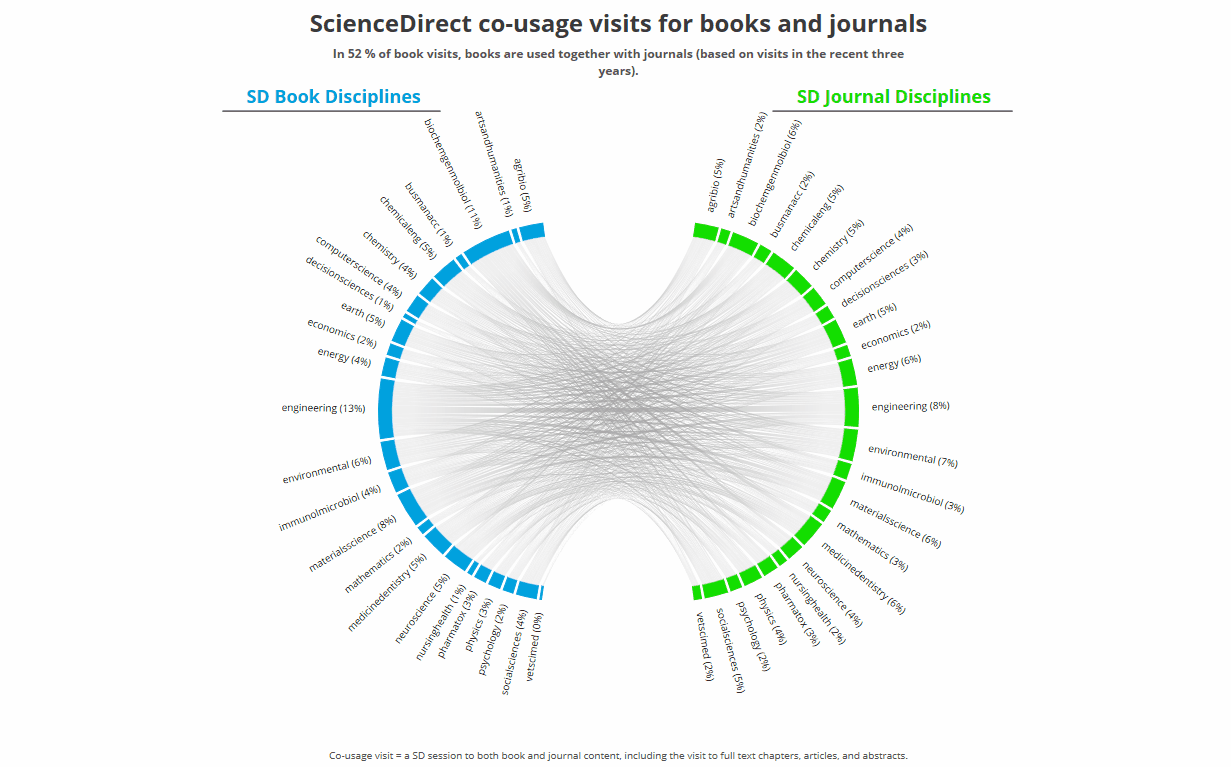 ScienceDirect co-usage visits for books and journals
In 52 % of book visits, books are used together with journals (based on visits in the recent three
years).
SD Book Disciplines
SD Journal Disciplines
agribio (5%)
artsandhumanities (1%)
biochemgenmolbiol (11%)
busmanacc (1%)
chemicaleng (5%)
chemistry (4%)
computerscience (4%)
decisionsciences (1%)
earth (5%)
economics (2%)
energy (4%)
engineering (13%)
environmental (6%)
immunolmicrobiol (4%)
materialsscience (8%)
mathematics (2%)
medicinedentistry (5%)
neuroscience (5%)
nursinghealth (1%)
pharmatox (3%)
physics (3%)
psychology (2%)
socialsciences (4%)
vetscimed (0%)
agribio (5%)
artsandhumanities (2%)
biochemgenmolbiol (6%)
busmanacc (2%)
chemicaleng (5%)
chemistry (5%)
computerscience (4%)
decisionsciences (3%)
earth (5%)
economics (2%)
energy (6%)
engineering (8%)
environmental (7%)
immunolmicrobiol (3%)
materialsscience (6%)
mathematics (3%)
medicinedentistry (6%)
neuroscience (4%)
nursinghealth (2%)
pharmatox (3%)
physics (4%)
psychology (2%)
socialsciences (5%)
vetscimed (2%)
Co-usage visit = a SD session to both book and journal content, including the visit to full text chapters, articles, and abstracts.